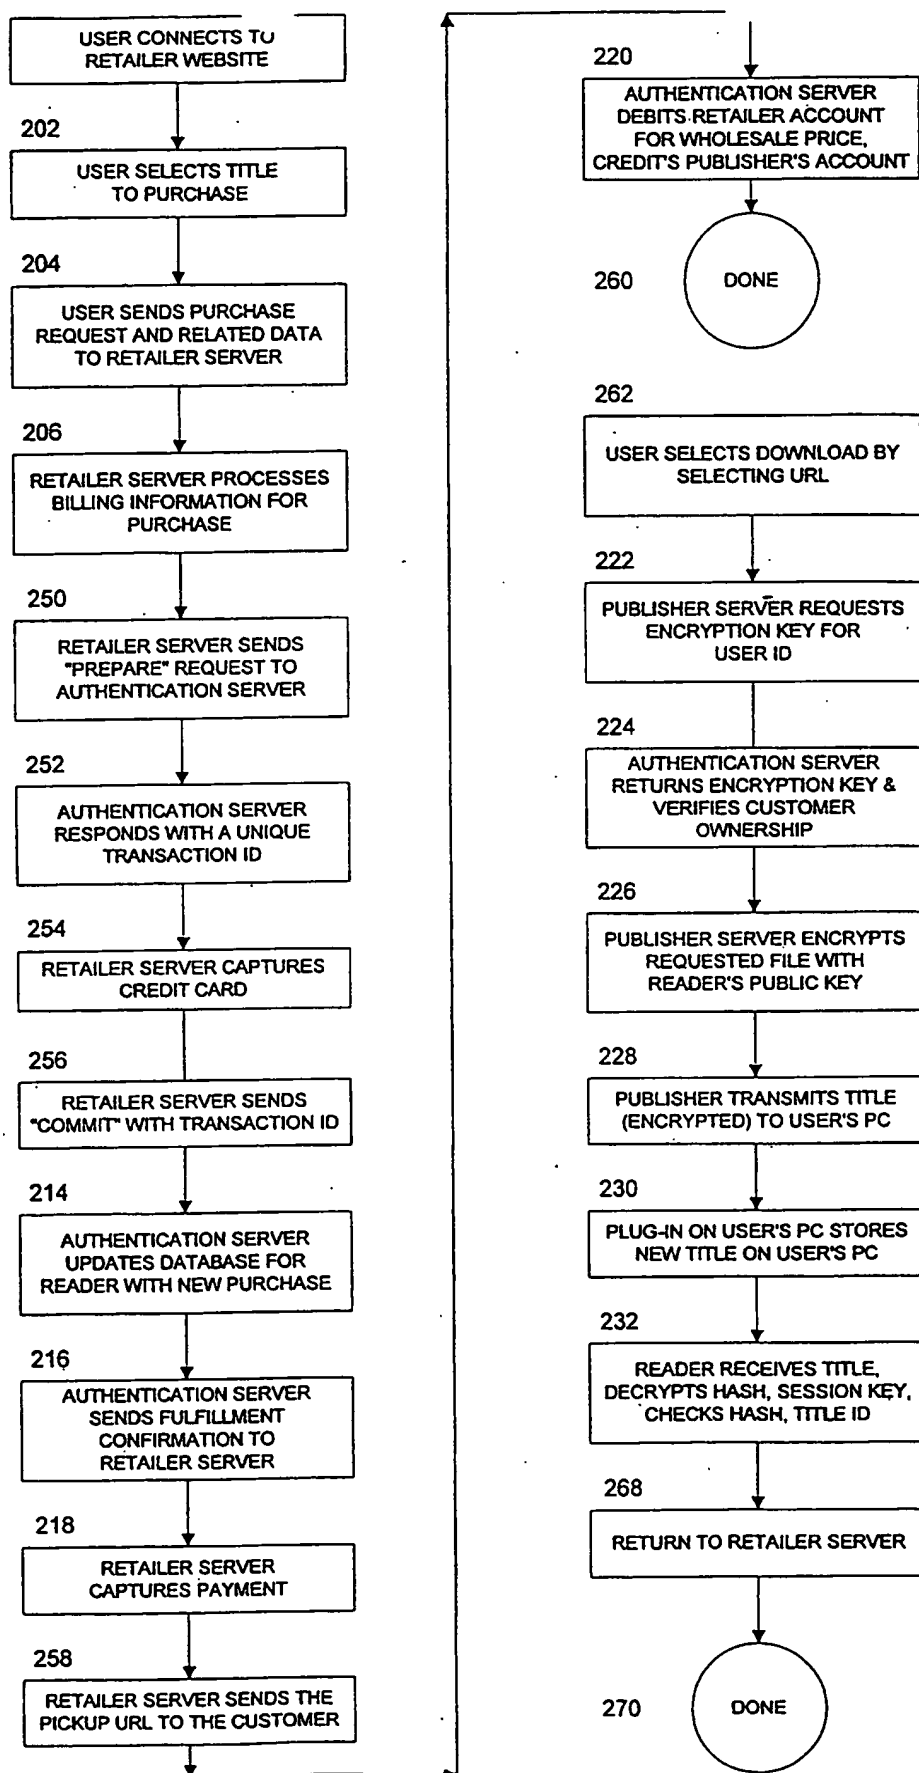 USER CONNECTS TO
RETAILER WEBSITE
202
USER SELECTS TITLE
TO PURCHASE
204
USER SENDS PURCHASE
REQUEST AND RELATED DATA
TO RETAILER SERVER
206
RETAILER SERVER PROCESSES
BILLING INFORMATION FOR
PURCHASE
250
RETAILER SERVER SENDS
"PREPARE" REQUEST TO
AUTHENTICATION SERVER
252
AUTHENTICATION SERVER
RESPONDS WITH A UNIQUE
TRANSACTION ID
254
RETAILER SERVER CAPTURES
CREDIT CARD
256
RETAILER SERVER SENDS
"COMMIT" WITH TRANSACTION ID
214
AUTHENTICATION SERVER
UPDATES DATABASE FOR
READER WITH NEW PURCHASE
216
AUTHENTICATION SERVER
SENDS FULFILLMENT
CONFIRMATION TO
RETAILER SERVER
218
RETAILER SERVER
CAPTURES PAYMENT
258
RETAILER SERVER SENDS THE
PICKUP URL TO THE CUSTOMER
220
AUTHENTICATION SERVER
DEBITS RETAILER ACCOUNT
FOR WHOLESALE PRICE,
CREDIT'S PUBLISHER'S ACCOUNT
260
DONE
262
USER SELECTS DOWNLOAD BY
SELECTING URL
222
PUBLISHER SERVER REQUESTS
ENCRYPTION KEY FOR
USER ID
224
AUTHENTICATION SERVER
RETURNS ENCRYPTION KEY &
VERIFIES CUSTOMER
OWNERSHIP
226
PUBLISHER SERVER ENCRYPTS
REQUESTED FILE WITH
READER'S PUBLIC KEY
228
PUBLISHER TRANSMITS TITLE
(ENCRYPTED) TO USER'S PC
230
PLUG-IN ON USER'S PC STORES
NEW TITLE ON USER'S PC
232
READER RECEIVES TITLE,
DECRYPTS HASH, SESSION KEY,
CHECKS HASH, TITLE ID
268
RETURN TO RETAILER SERVER
270
DONE